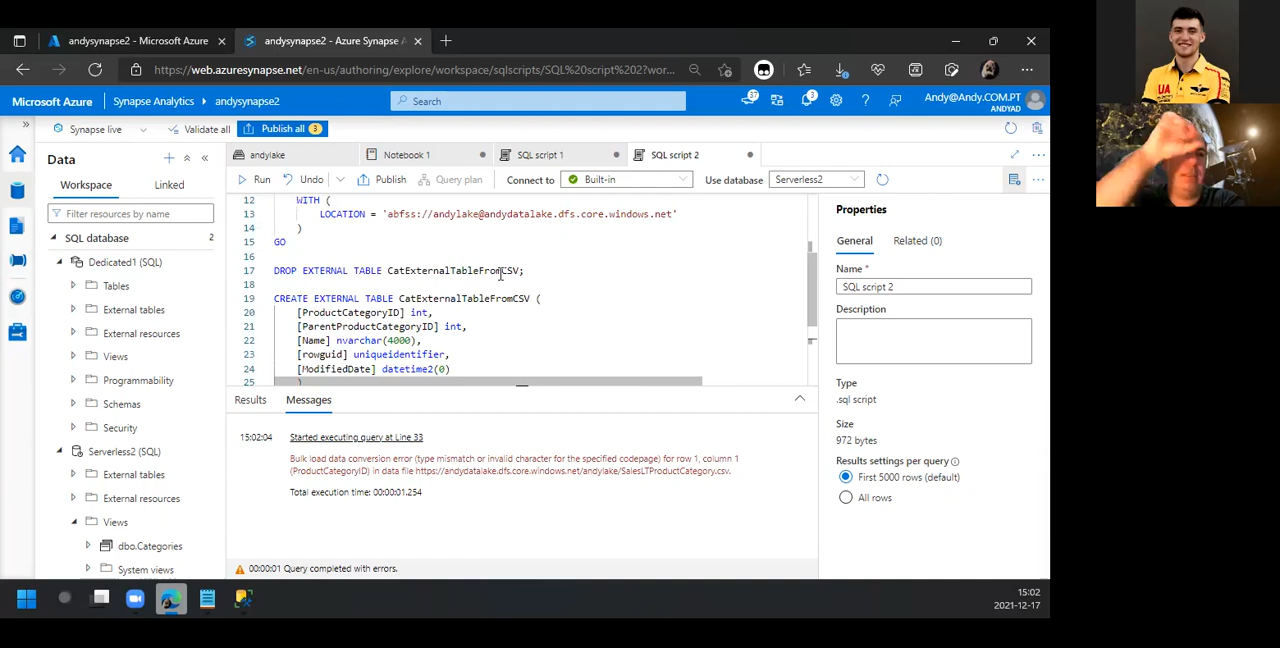 andysynapse2 - Microsoft Azure
andysynapse2 - Azure Synapse A
https://web.azuresynapse.net/en-us/authoring/explore/workspace/sqlscripts/SQL%20script%202?wor...
Microsoft Azure
Synapse Analytics
andysynapse2
Search
37
3
Andy@Andy.COM.PT
ANDYAD
Synapse live
Validate all
Publish all
3
Data
Workspace
Linked
Filter resources by name
SQL database
2
Dedicated1 (SQL)
Tables
External tables
External resources
Views
Programmability
Schemas
Security
Serverless2 (SQL)
External tables
External resources
Views
dbo.Categories
System views
andylake
Notebook 1
SQL script 1
SQL script 2
Run
Undo
Publish
Query plan
Connect to
Built-in
Use database
Serverless2
12 WITH (
13 LOCATION = 'abfss://andylake@andydatalake.dfs.core.windows.net'
14 )
15 GO
16
17 DROP EXTERNAL TABLE CatExternalTableFromCSV;
18
19 CREATE EXTERNAL TABLE CatExternalTableFromCSV (
20 [ProductCategoryID] int,
21 [ParentProductCategoryID] int,
22 [Name] nvarchar(4000),
23 [rowguid] uniqueidentifier,
24 [ModifiedDate] datetime2(0)
25 )
Results
Messages
15:02:04
Started executing query at Line 33
Bulk load data conversion error (type mismatch or invalid character for the specified codepage) for row 1, column 1
(ProductCategoryID) in data file https://andydatalake.dfs.core.windows.net/andylake/SalesLTProductCategory.csv.
Total execution time: 00:00:01.254
00:00:01 Query completed with errors.
Properties
General
Related (0)
Name *
SQL script 2
Description
Type
.sql script
Size
972 bytes
Results settings per query
First 5000 rows (default)
All rows
15:02
2021-12-17
UA